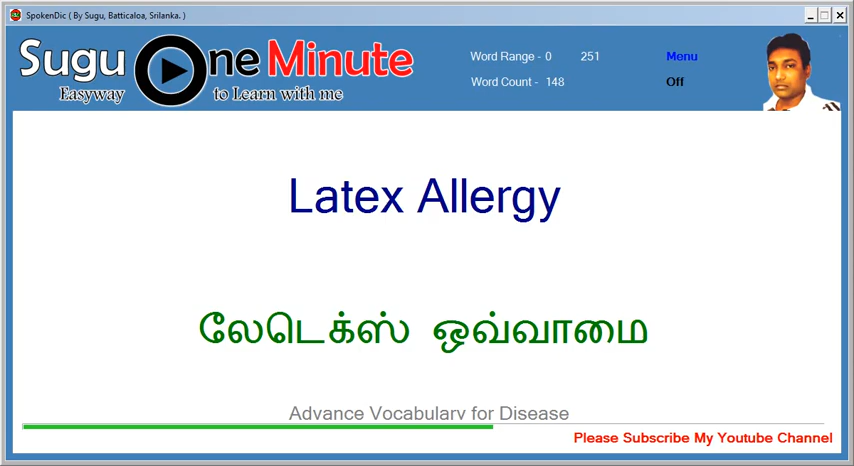 SpokenDic ( By Sugu, Batticaloa, Srilanka. )
Sugu One Minute
Easyway to Learn with me
Word Range - 0 251
Menu
Word Count - 148
Off
Latex Allergy
லேடெக்ஸ் ஒவ்வாமை
Advance Vocabulary for Disease
Please Subscribe My Youtube Channel